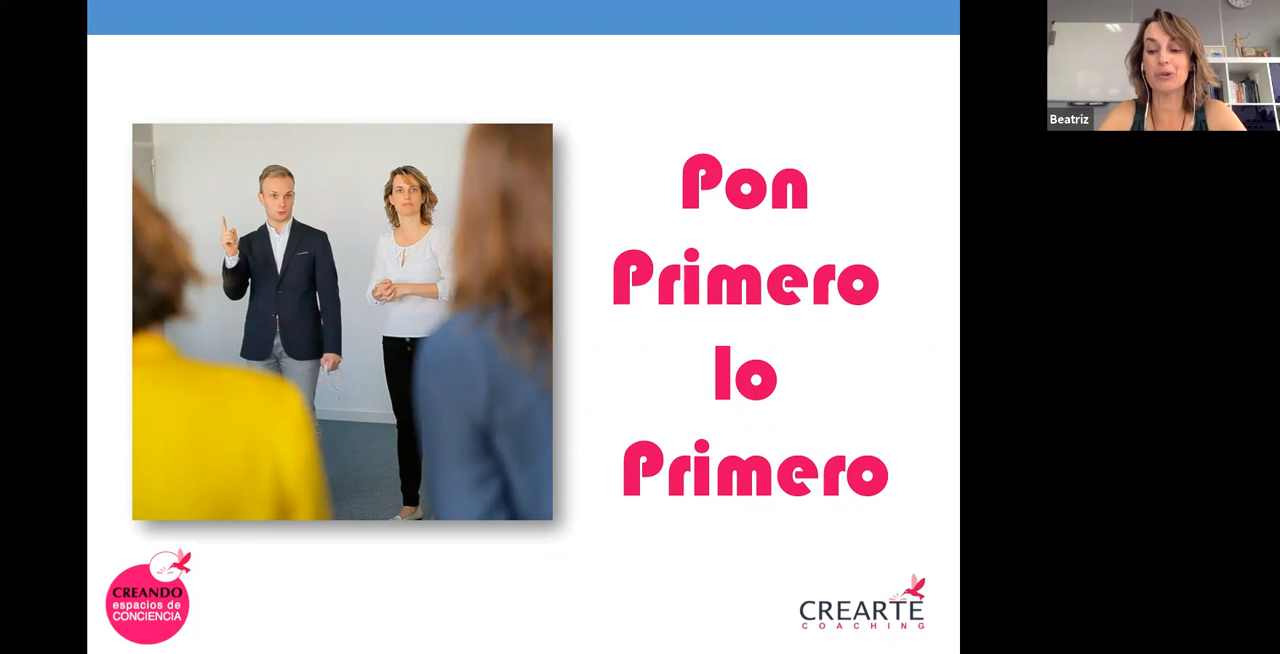 Pon
Primero
lo
Primero
Beatriz
CREANDO
espacios de
CONCIENCIA
CREARTE
COACHING